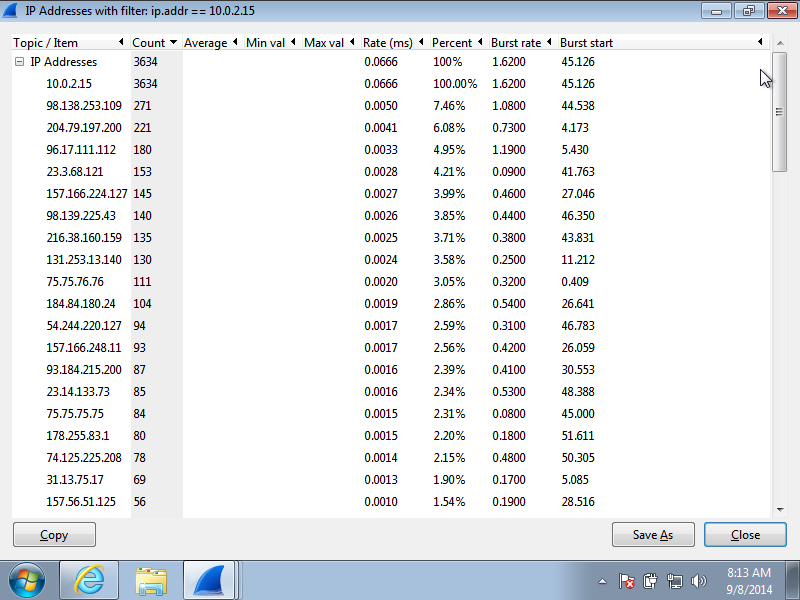 IP Addresses with filter: ip.addr == 10.0.2.15
Topic / Item Count Average Min val Max val Rate (ms) Percent Burst rate Burst start
IP Addresses 3634 0.0666 100% 1.6200 45.126
10.0.2.15 3634 0.0666 100.00% 1.6200 45.126
98.138.253.109 271 0.0050 7.46% 1.0800 44.538
204.79.197.200 221 0.0041 6.08% 0.7300 4.173
96.17.111.112 180 0.0033 4.95% 1.1900 5.430
23.3.68.121 153 0.0028 4.21% 0.0900 41.763
157.166.224.127 145 0.0027 3.99% 0.4600 27.046
98.139.225.43 140 0.0026 3.85% 0.4400 46.350
216.38.160.159 135 0.0025 3.71% 0.3800 43.831
131.253.13.140 130 0.0024 3.58% 0.2500 11.212
75.75.76.76 111 0.0020 3.05% 0.3200 0.409
184.84.180.24 104 0.0019 2.86% 0.5400 26.641
54.244.220.127 94 0.0017 2.59% 0.3100 46.783
157.166.248.11 93 0.0017 2.56% 0.4200 26.059
93.184.215.200 87 0.0016 2.39% 0.4100 30.553
23.14.133.73 85 0.0016 2.34% 0.5300 48.388
75.75.75.75 84 0.0015 2.31% 0.0800 45.000
178.255.83.1 80 0.0015 2.20% 0.1800 51.611
74.125.225.208 78 0.0014 2.15% 0.4800 50.305
31.13.75.17 69 0.0013 1.90% 0.1700 5.085
157.56.51.125 56 0.0010 1.54% 0.1900 28.516
Copy Save As Close
8:13 AM
9/8/2014